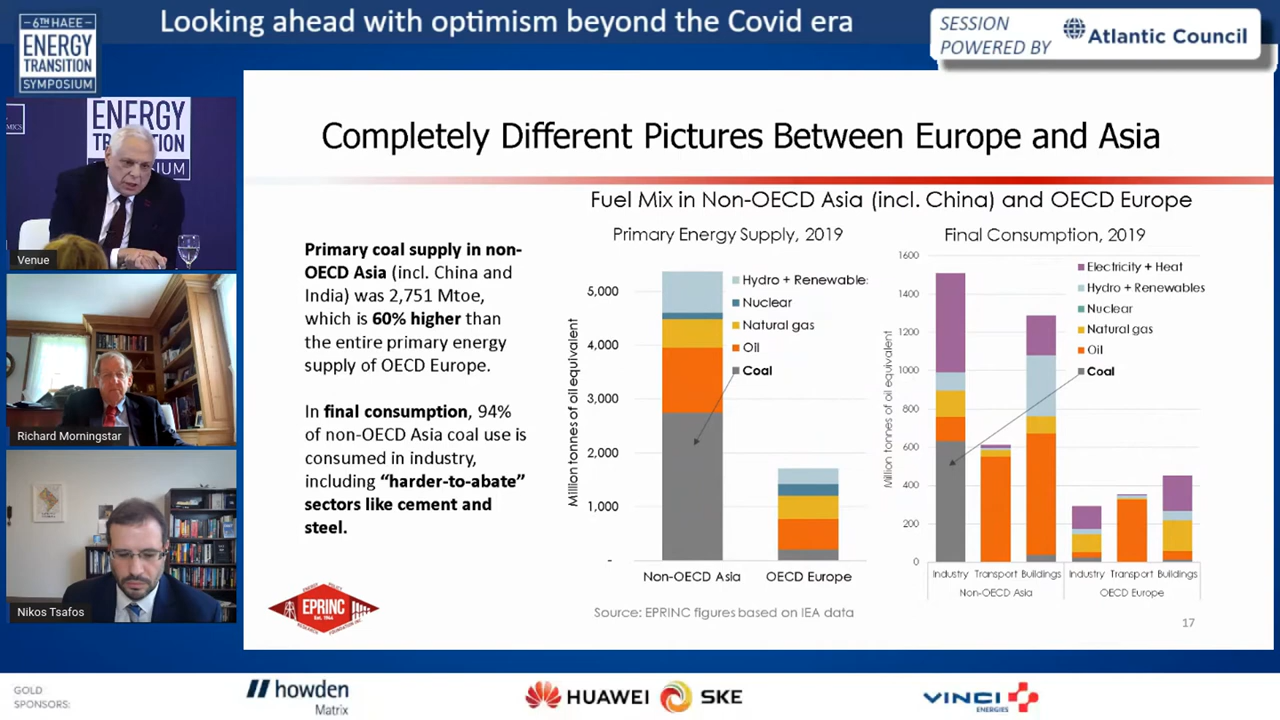 6TH HAEE
ENERGY
TRANSITION
SYMPOSIUM
Looking ahead with optimism beyond the Covid era
SESSION
POWERED BY
Atlantic Council
ENERGY
TRANSITION
Venue
Richard Morningstar
Nikos Tsafos
Completely Different Pictures Between Europe and Asia
Primary coal supply in non-
OECD Asia (incl. China and
India) was 2,751 Mtoe,
which is 60% higher than
the entire primary energy
supply of OECD Europe.
In final consumption, 94%
of non-OECD Asia coal use is
consumed in industry,
including “harder-to-abate”
sectors like cement and
steel.
EPRINC
Est. 1944
Fuel Mix in Non-OECD Asia (incl. China) and OECD Europe
Primary Energy Supply, 2019
Million tonnes of oil equivalent
5,000
4,000
3,000
2,000
1,000
-
Hydro + Renewable
Nuclear
Natural gas
Oil
Coal
Non-OECD Asia
OECD Europe
Final Consumption, 2019
Million tonnes of oil equivalent
1600
1400
1200
1000
800
600
400
200
0
Electricity + Heat
Hydro + Renewables
Nuclear
Natural gas
Oil
Coal
Industry Transport Buildings Industry Transport Buildings
Non-OECD Asia OECD Europe
Source: EPRINC figures based on IEA data
17
GOLD
SPONSORS:
howden
Matrix
HUAWEI
SKE
VINCI
ENERGIES